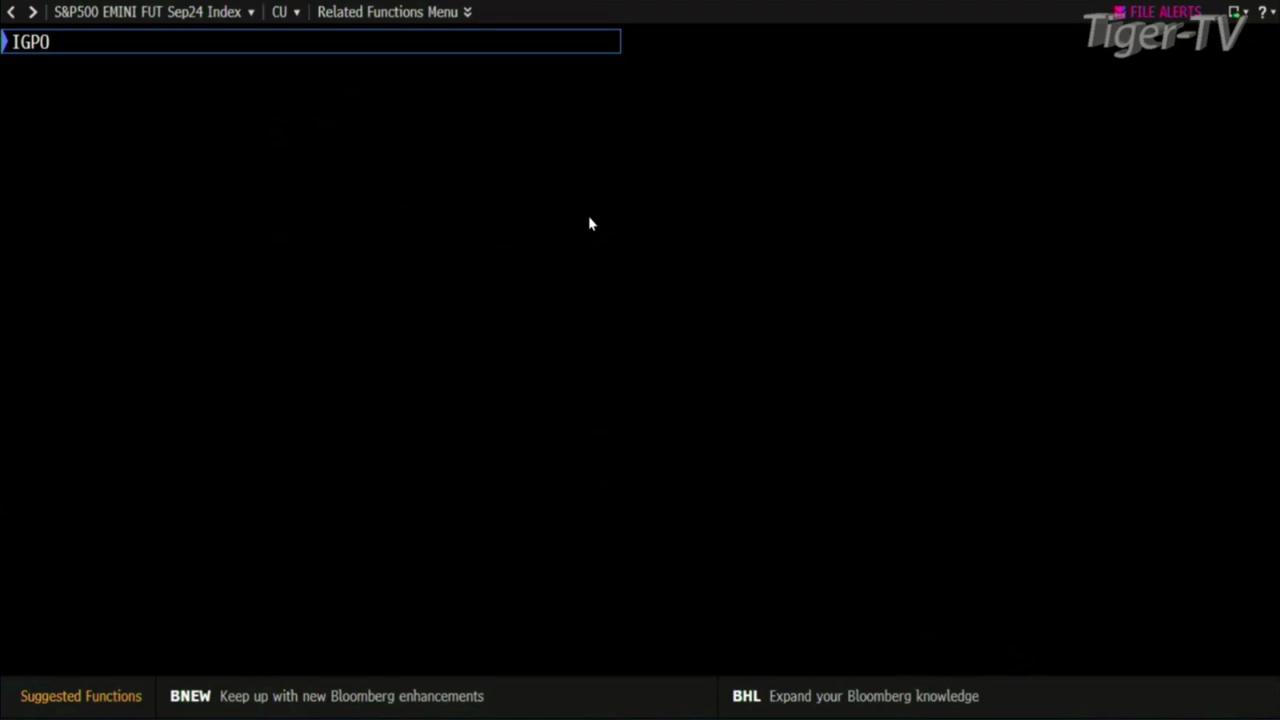 S&P500 EMINI FUT Sep24 Index CU Related Functions Menu FILE ALERTS ?
Tiger-TV
IGPO
Suggested Functions BNEW Keep up with new Bloomberg enhancements BHL Expand your Bloomberg knowledge